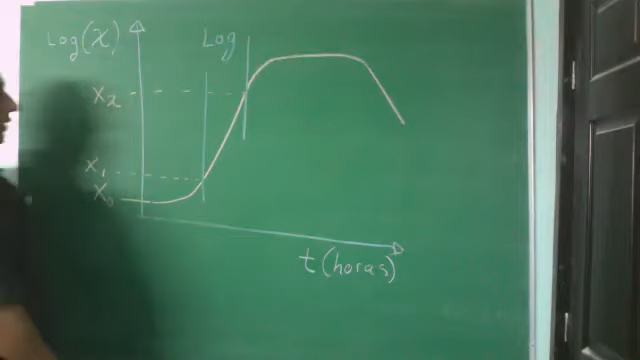 Log(X)
Log
X₂
X₁
X₀
t(horas)